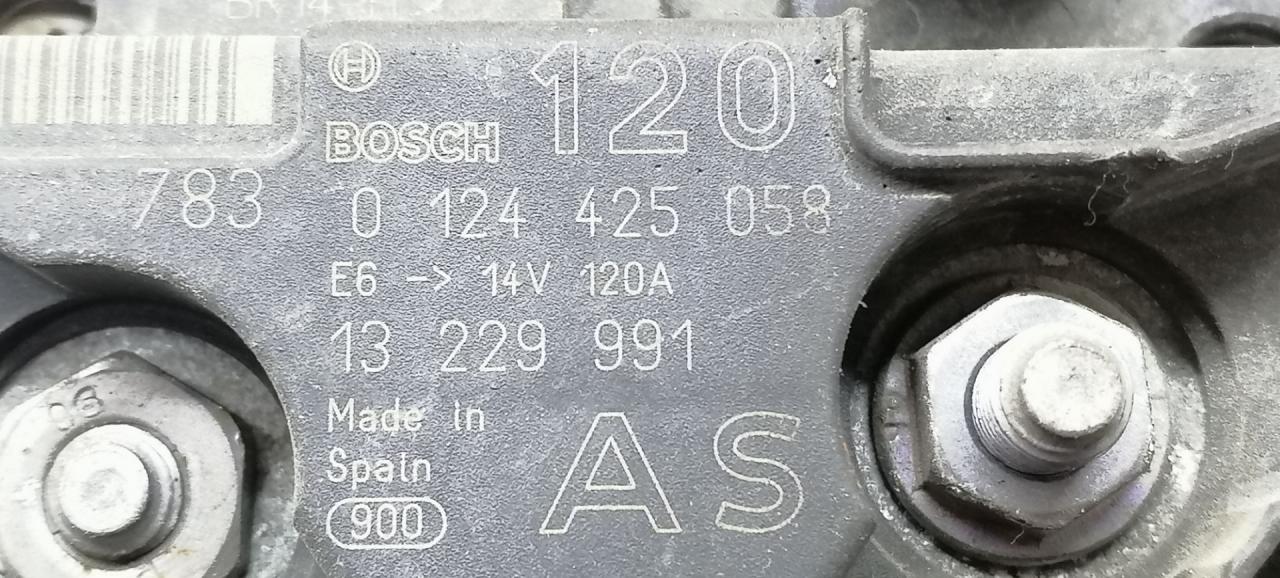 BOSCH
120
783
0 124 425 058
E6 -> 14V 120A
13 229 991
Made in
Spain
900
AS